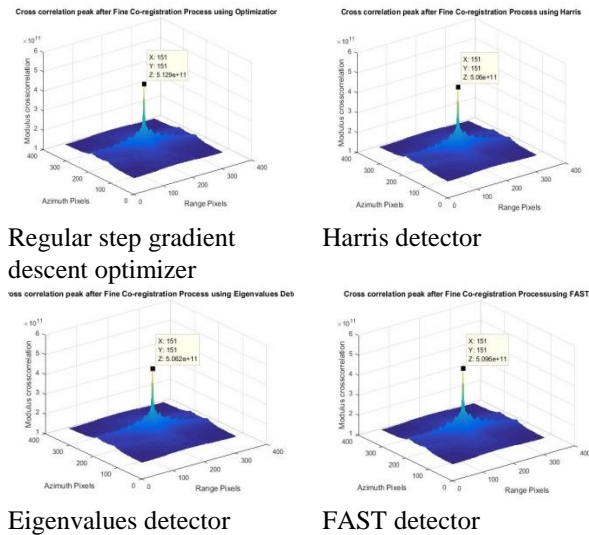 Cross correlation peak after Fine Co-registration Process using Optimization
×10^11
6
5
4
3
2
1
Modulus crosscorrelation
X: 151
Y: 151
Z: 5.129e+11
400
300
200
100
0
Azimuth Pixels
0
100
200
300
400
Range Pixels
Regular step gradient
descent optimizer
Cross correlation peak after Fine Co-registration Process using Harris
×10^11
6
5
4
3
2
1
Modulus crosscorrelation
X: 151
Y: 151
Z: 5.06e+11
400
300
200
100
0
Azimuth Pixels
0
100
200
300
400
Range Pixels
Harris detector
oss correlation peak after Fine Co-registration Process using Eigenvalues Det
×10^11
6
5
4
3
2
1
Modulus crosscorrelation
X: 151
Y: 151
Z: 5.062e+11
400
300
200
100
0
Azimuth Pixels
0
100
200
300
400
Range Pixels
Eigenvalues detector
Cross correlation peak after Fine Co-registration Processusing FAST
×10^11
6
5
4
3
2
1
Modulus crosscorrelation
X: 151
Y: 151
Z: 5.096e+11
400
300
200
100
0
Azimuth Pixels
0
100
200
300
400
Range Pixels
FAST detector